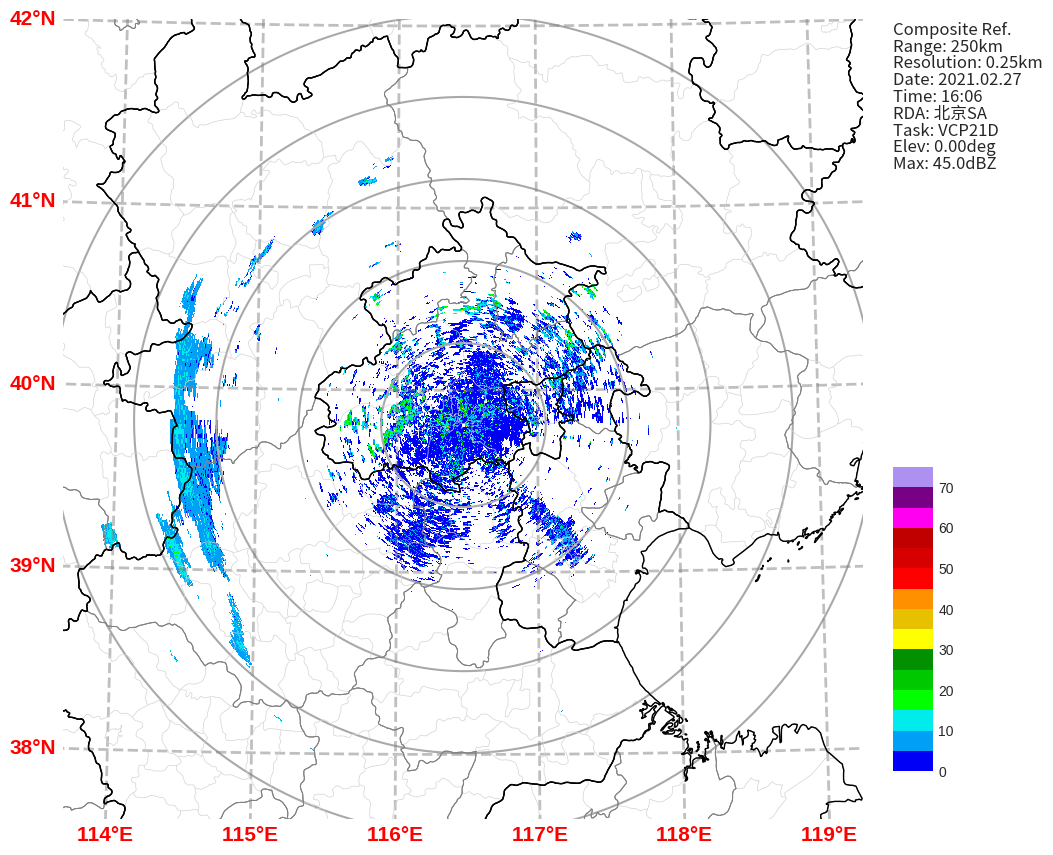 42°N
41°N
40°N
39°N
38°N
114°E
115°E
116°E
117°E
118°E
119°E
Composite Ref.
Range: 250km
Resolution: 0.25km
Date: 2021.02.27
Time: 16:06
RDA: 北京SA
Task: VCP21D
Elev: 0.00deg
Max: 45.0dBZ
70
60
50
40
30
20
10
0